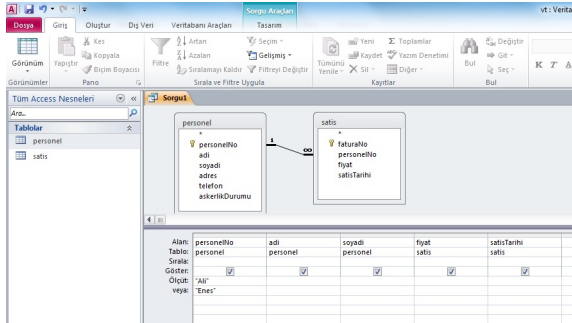 Sorgu Araçları
vt : Verita
Dosya Giriş Oluştur Dış Veri Veritabanı Araçları Tasarım
Görünüm
Görünümler
Yapıştır
Kes
Kopyala
Biçim Boyacısı
Pano
Filtre
Artan
Azalan
Sıralamayı Kaldır
Seçim
Gelişmiş
Filtreyi Değiştir
Sırala ve Filtre Uygula
Tümünü Yenile
Yeni
Kaydet
Sil
Toplamlar
Yazım Denetimi
Diğer
Kayıtlar
Bul
Değiştir
Git
Seç
Bul
K T A
Tüm Access Nesneleri
Ara...
Tablolar
personel
satis
Sorgu1
personel
*
personelNo
adi
soyadi
adres
telefon
askerlikDurumu
1
∞
satis
*
faturaNo
personelNo
fiyat
satisTarihi
Alan: personelNo adi soyadi fiyat satisTarihi
Tablo: personel personel personel satis satis
Sırala:
Göster:
Ölçüt: "Ali"
veya: "Enes"